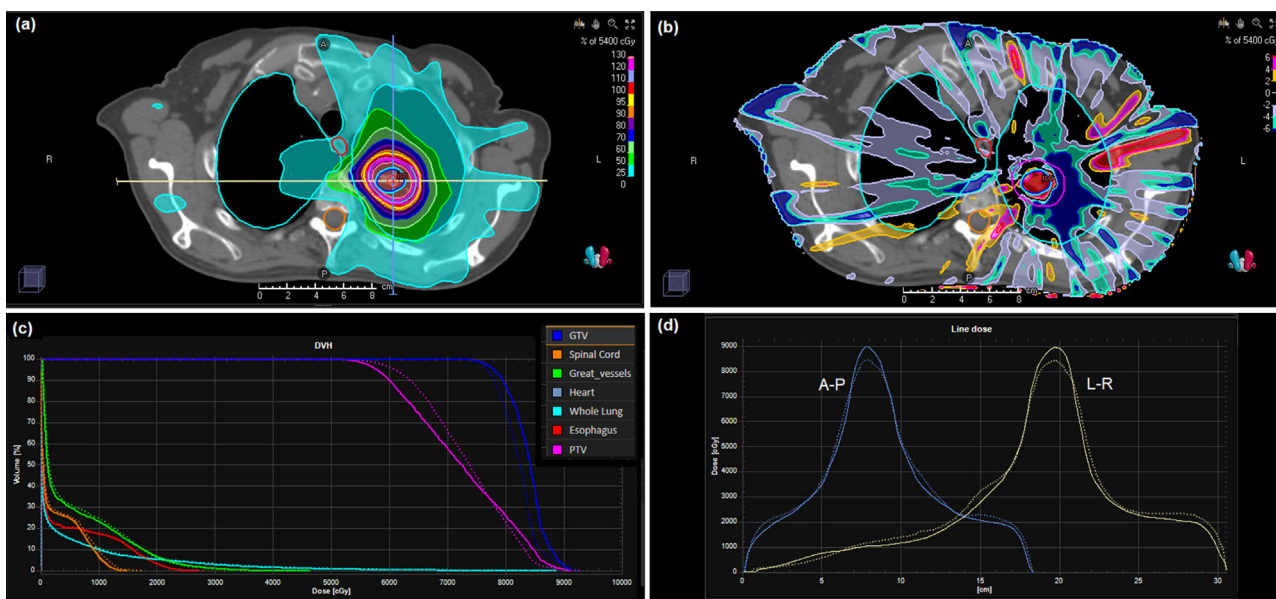 (a)
% of 5400 cGy
130
120
110
100
95
90
80
70
60
50
25
0
A
R
L
P
0 2 4 6 8
cm
(b)
% of 5400 cGy
6
4
2
0
-2
-4
-6
A
R
L
P
0 2 4 6 8
cm
(c)
DVH
GTV
Spinal Cord
Great_vessels
Heart
Whole Lung
Esophagus
PTV
Volume [%]
100
90
80
70
60
50
40
30
20
10
0
0 1000 2000 3000 4000 5000 6000 7000 8000 9000 10000
Dose [cGy]
(d)
Line dose
A-P
L-R
Dose [cGy]
9000
8000
7000
6000
5000
4000
3000
2000
1000
0
0 5 10 15 20 25 30
[cm]